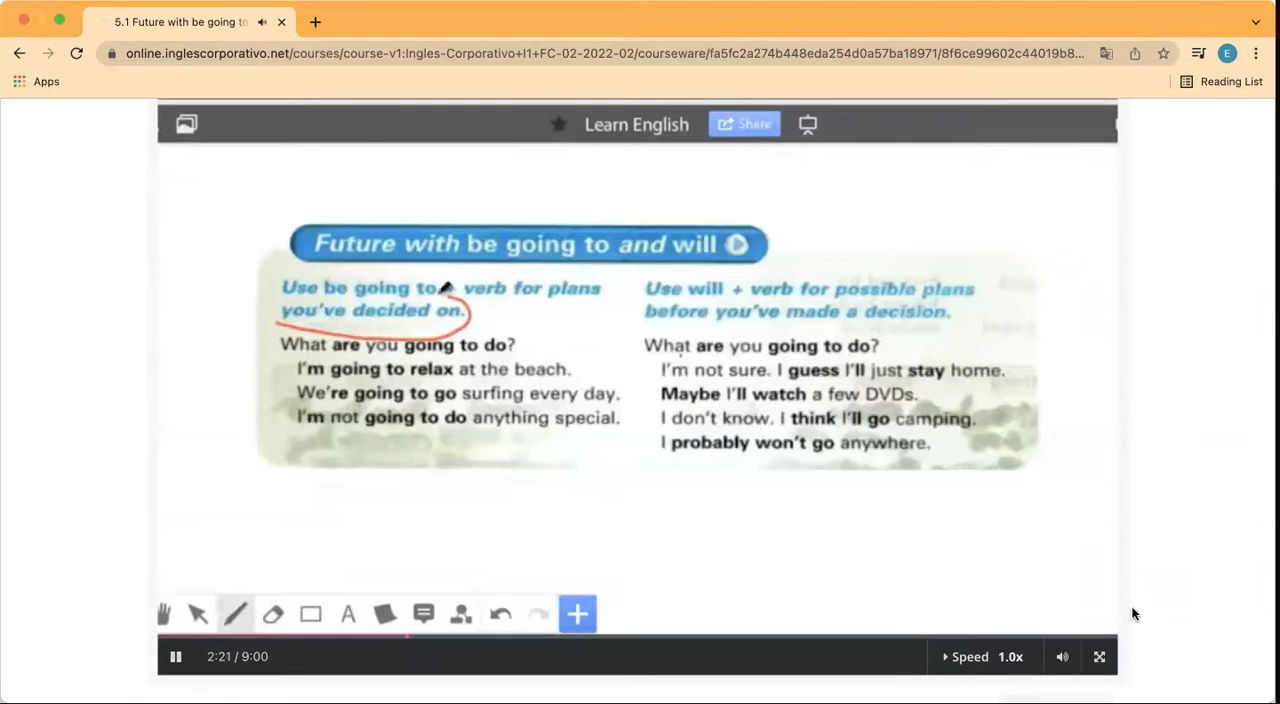 5.1 Future with be going to
online.inglescorporativo.net/courses/course-v1:Ingles-Corporativo+I1+FC-02-2022-02/courseware/fa5fc2a274b448eda254d0a57ba18971/8f6ce99602c44019b8...
E
Apps
Reading List
Learn English
Share
Future with be going to and will
Use be going to + verb for plans
you've decided on.
What are you going to do?
I'm going to relax at the beach.
We're going to go surfing every day.
I'm not going to do anything special.
Use will + verb for possible plans
before you've made a decision.
What are you going to do?
I'm not sure. I guess I'll just stay home.
Maybe I'll watch a few DVDs.
I don't know. I think I'll go camping.
I probably won't go anywhere.
A
2:21 / 9:00
Speed 1.0x